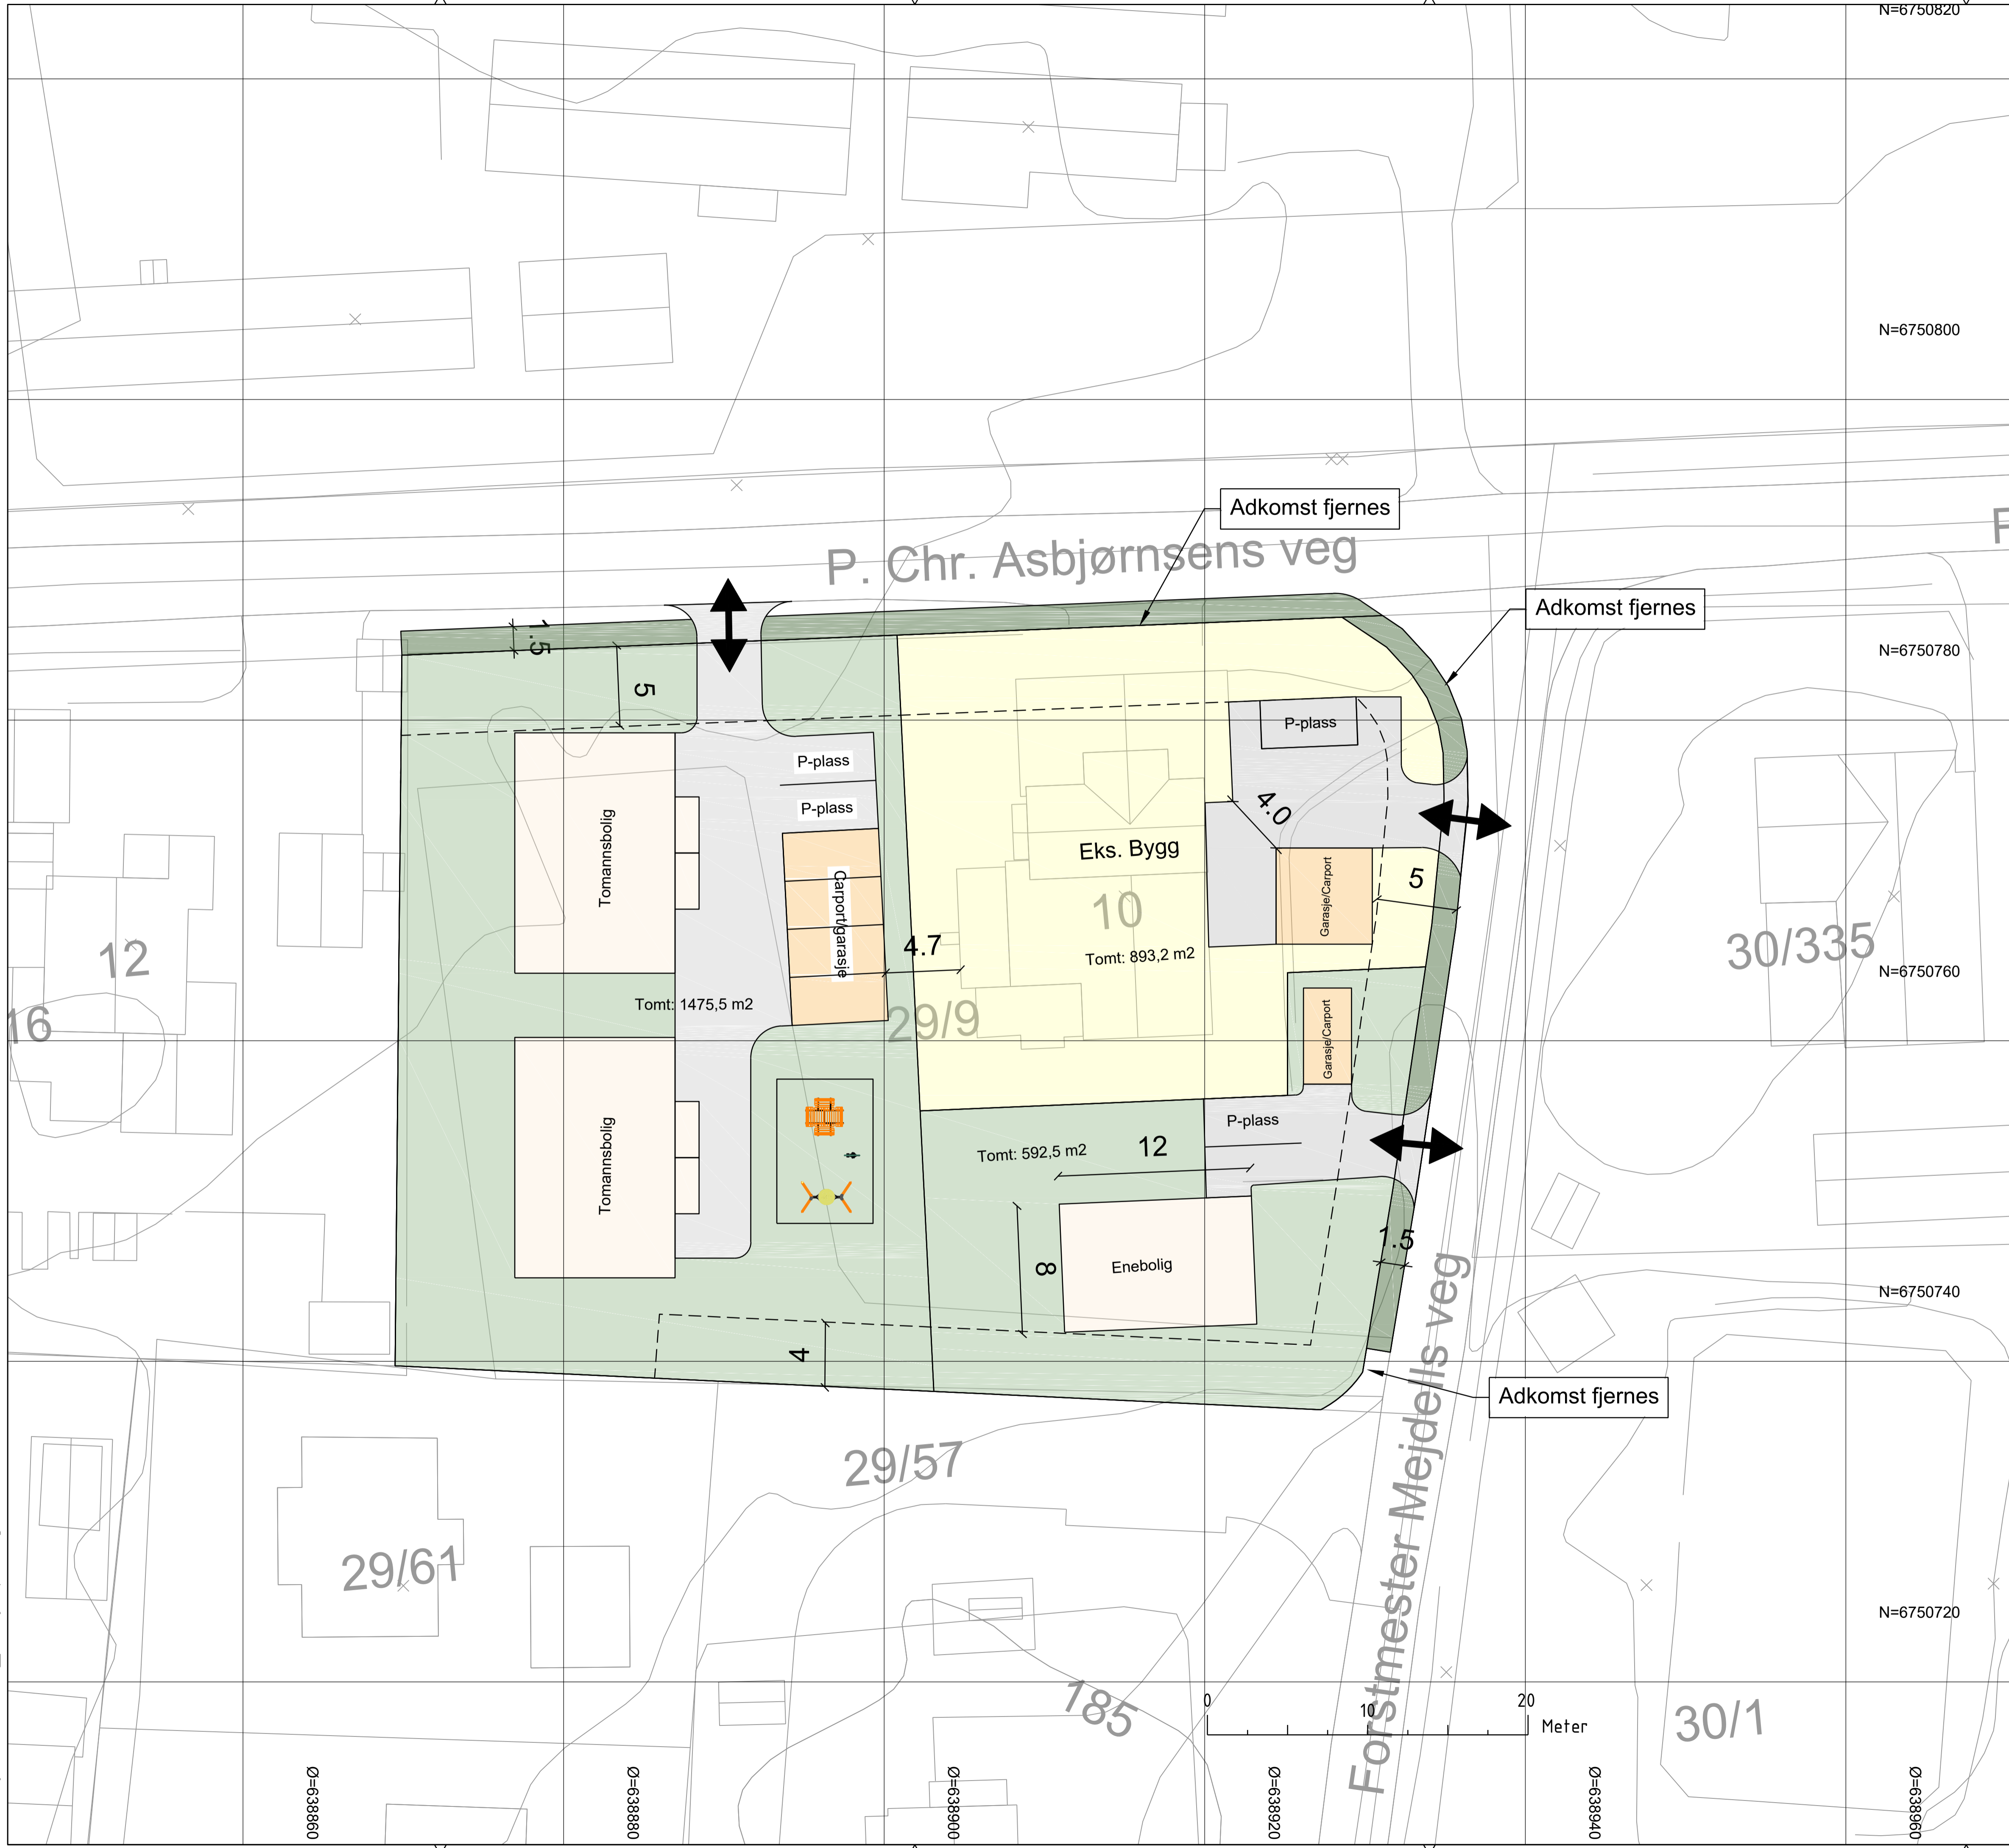 N=6750820
N=6750800
Adkomst fjernes
P. Chr. Asbjørnsens veg
Adkomst fjernes
1.5
5
N=6750780
P-plass
P-plass
P-plass
4.0
Tomannsbolig
Carport/garasje
Eks. Bygg
Garasje/Carport
5
10
4.7
Tomt: 893,2 m2
30/335
12
N=6750760
16
Tomt: 1475,5 m2
29/9
Garasje/Carport
P-plass
Tomt: 592,5 m2
12
Tomannsbolig
1.5
8
Enebolig
N=6750740
4
Adkomst fjernes
29/57
Forstmester Mejdells veg
29/61
N=6750720
185
30/1
0
10
20
Meter
Ø=638860
Ø=638880
Ø=638900
Ø=638920
Ø=638940
Ø=638960